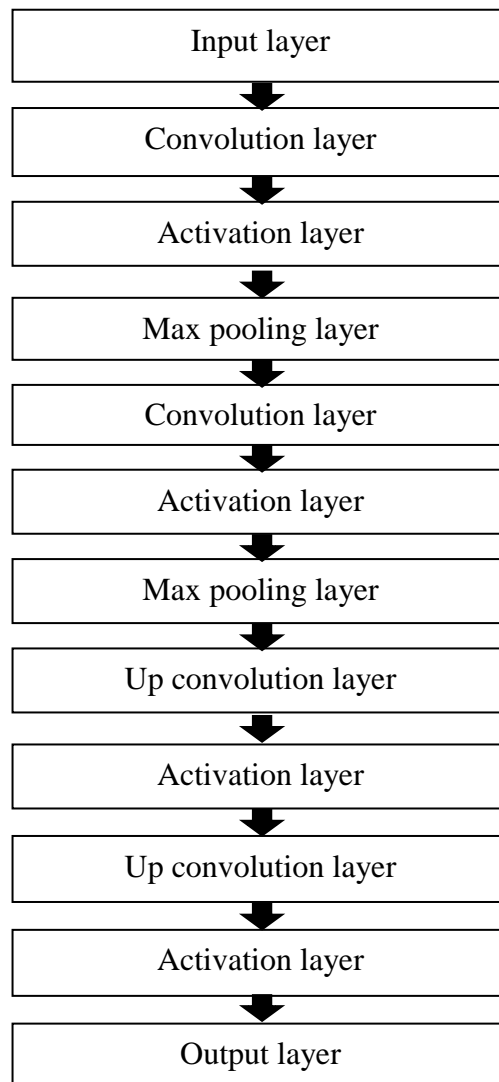 Input layer
Convolution layer
Activation layer
Max pooling layer
Convolution layer
Activation layer
Max pooling layer
Up convolution layer
Activation layer
Up convolution layer
Activation layer
Output layer